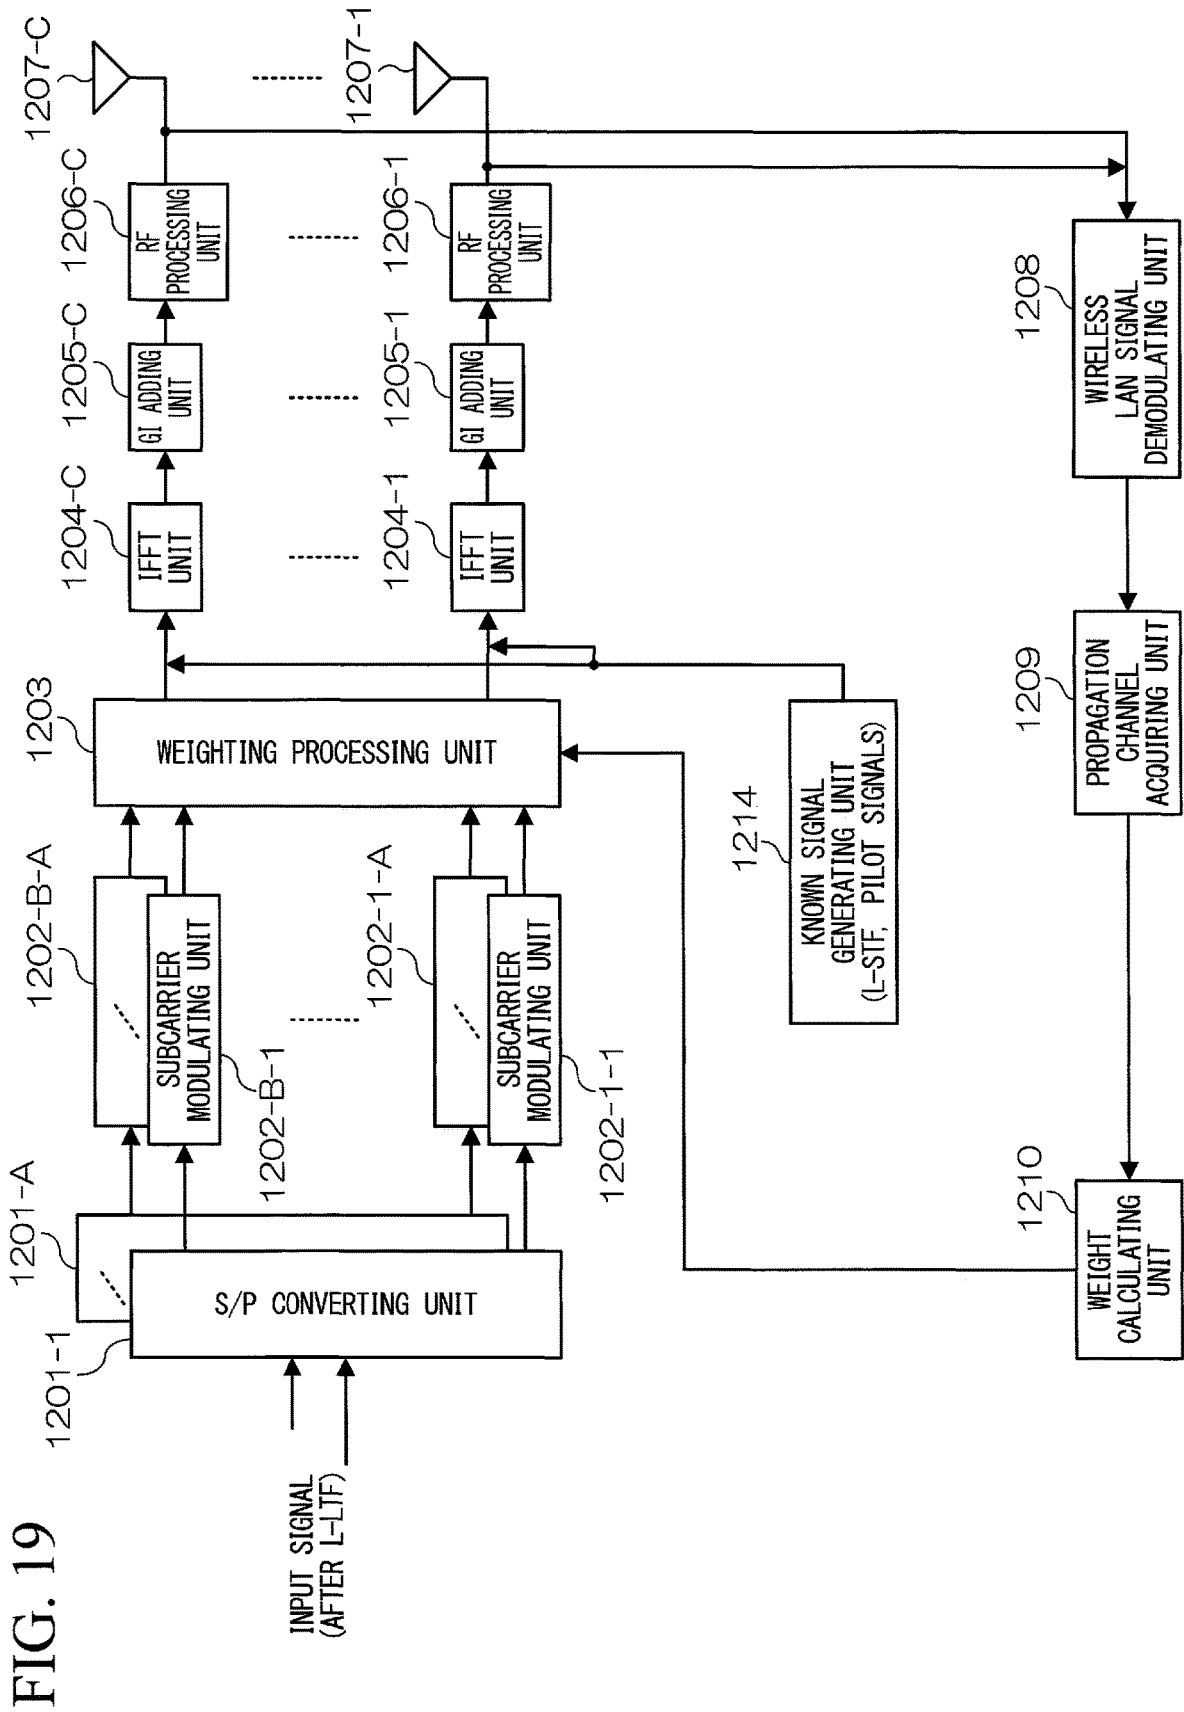 FIG. 19
INPUT SIGNAL
(AFTER L-LTF)
1201-1
1201-A
S/P CONVERTING UNIT
1202-B-A
SUBCARRIER
MODULATING UNIT
1202-B-1
1202-1-A
SUBCARRIER
MODULATING UNIT
1202-1-1
1203
WEIGHTING PROCESSING UNIT
1204-C
IFFT
UNIT
1205-C
GI ADDING
UNIT
1206-C
RF
PROCESSING
UNIT
1207-C
1204-1
IFFT
UNIT
1205-1
GI ADDING
UNIT
1206-1
RF
PROCESSING
UNIT
1207-1
1214
KNOWN SIGNAL
GENERATING UNIT
(L-STF, PILOT SIGNALS)
1210
WEIGHT
CALCULATING
UNIT
1209
PROPAGATION
CHANNEL
ACQUIRING UNIT
1208
WIRELESS
LAN SIGNAL
DEMODULATING UNIT